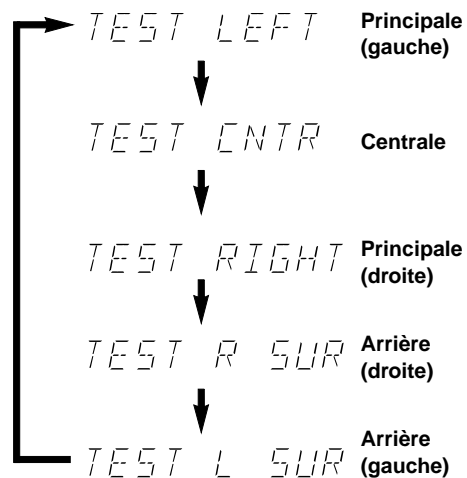 TEST LEFT Principale
(gauche)
TEST CNTR Centrale
TEST RIGHT Principale
(droite)
TEST R SUR Arrière
(droite)
TEST L SUR Arrière
(gauche)